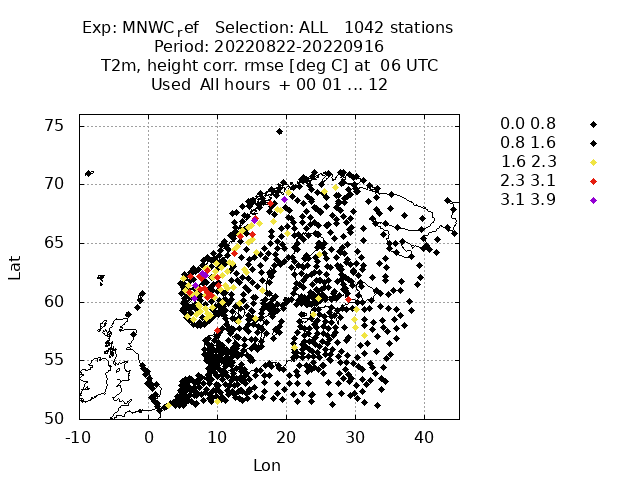 Exp: MNWC_ref   Selection: ALL   1042 stations
Period: 20220822-20220916
T2m, height corr. rmse [deg C] at  06 UTC
Used  All hours  + 00 01 ... 12
0.0 0.8
0.8 1.6
1.6 2.3
2.3 3.1
3.1 3.9
75
70
65
60
55
50
Lat
-10 0 10 20 30 40
Lon